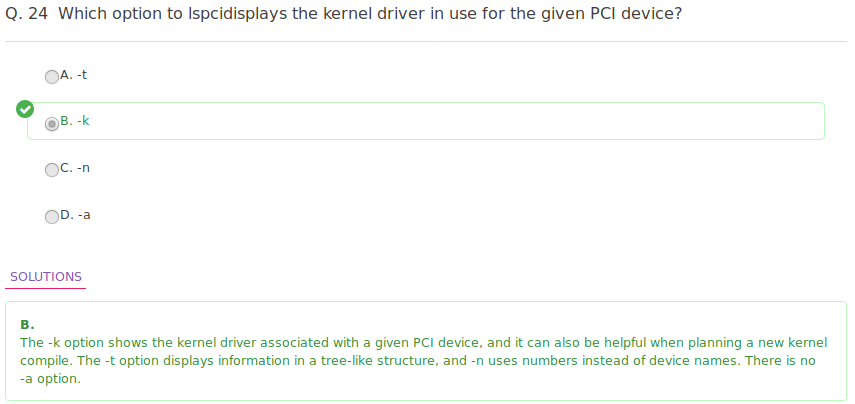 Q. 24 Which option to lspcidisplays the kernel driver in use for the given PCI device?
A. -t
B. -k
C. -n
D. -a
SOLUTIONS
B.
The -k option shows the kernel driver associated with a given PCI device, and it can also be helpful when planning a new kernel
compile. The -t option displays information in a tree-like structure, and -n uses numbers instead of device names. There is no
-a option.